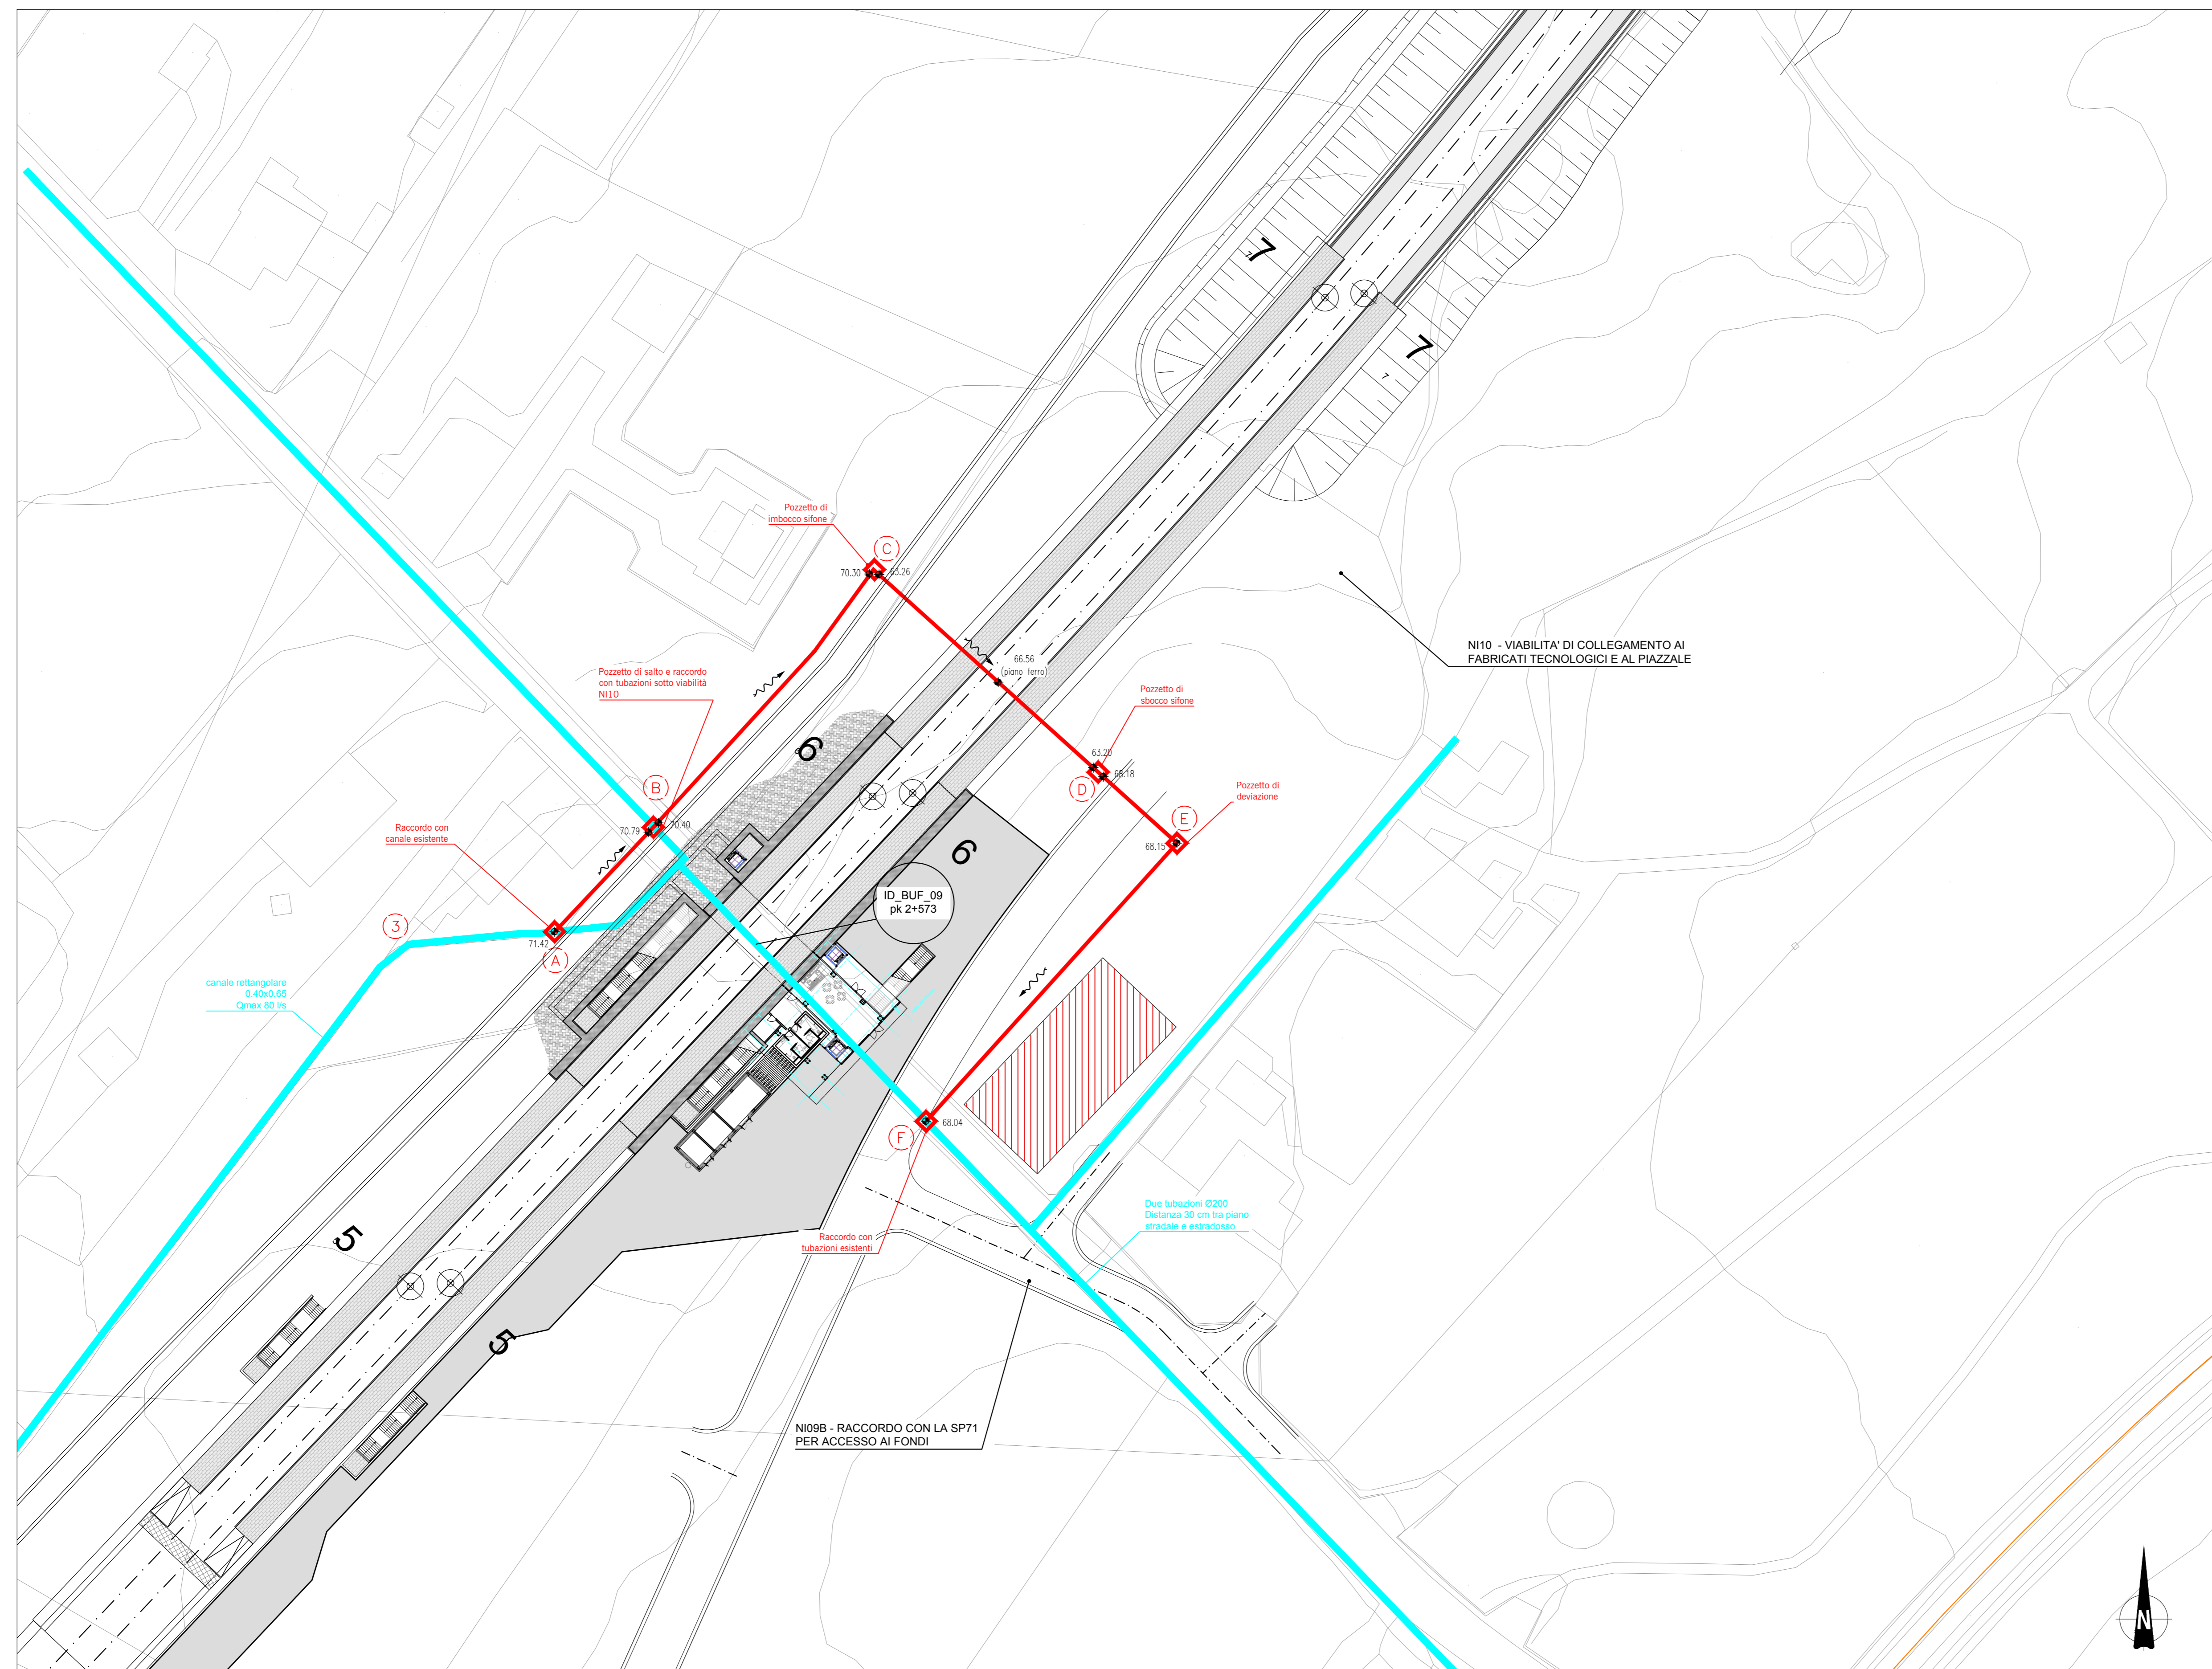 7
7
Pozzetto di
imbocco sifone
C
70.30
63.26
66.56
(piano ferro)
NI10 - VIABILITA' DI COLLEGAMENTO AI
FABRICATI TECNOLOGICI E AL PIAZZALE
Pozzetto di salto e raccordo
con tubazioni sotto viabilità
NI10
Pozzetto di
sbocco sifone
6
63.20
68.18
D
B
70.79
70.40
Pozzetto di
deviazione
E
68.15
Raccordo con
canale esistente
6
ID_BUF_09
pk 2+573
3
71.42
A
canale rettangolare
0.40x0.65
Qmax 80 l/s
F
68.04
Due tubazioni Ø200
Distanza 30 cm tra piano
stradale e estradosso
Raccordo con
tubazioni esistenti
5
5
NI09B - RACCORDO CON LA SP71
PER ACCESSO AI FONDI
N